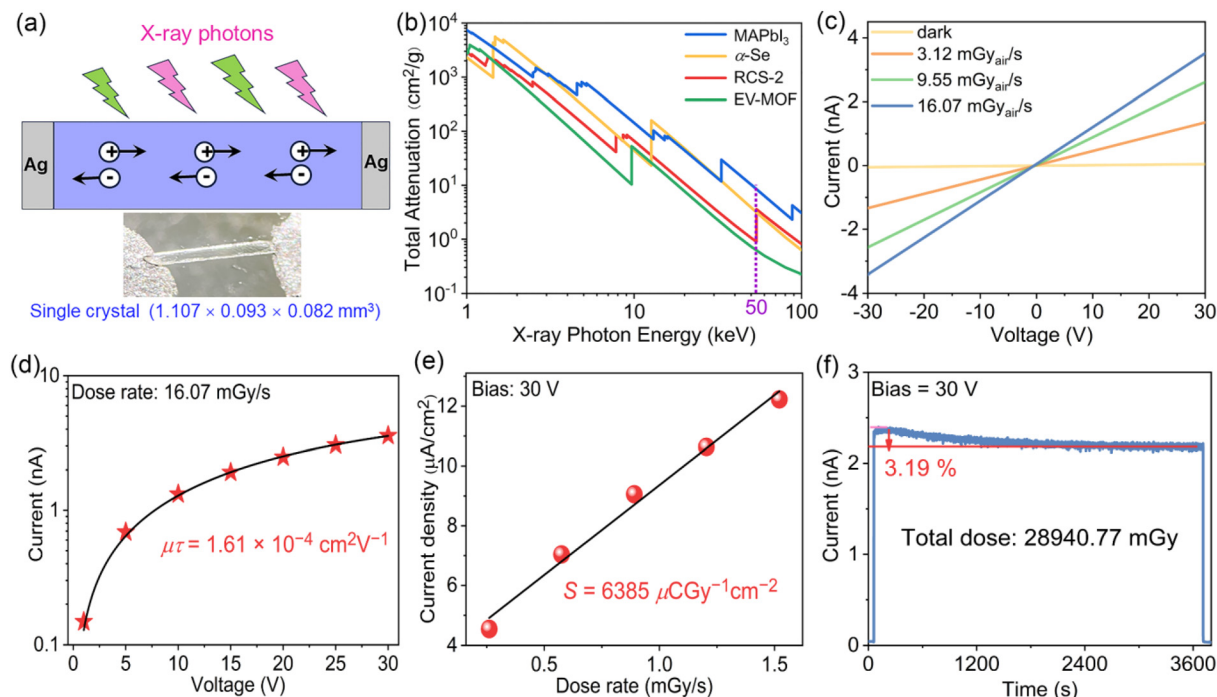 (a)
X-ray photons
Ag
+ + +
- - -
Ag
Single crystal (1.107 × 0.093 × 0.082 mm³)
(b)
Total Attenuation (cm²/g)
10⁴
10³
10²
10¹
10⁰
10⁻¹
MAPbI₃
α-Se
RCS-2
EV-MOF
1 10 50 100
X-ray Photon Energy (keV)
(c)
Current (nA)
4
2
0
-2
-4
dark
3.12 mGyair/s
9.55 mGyair/s
16.07 mGyair/s
-30 -20 -10 0 10 20 30
Voltage (V)
(d)
Current (nA)
10
1
0.1
Dose rate: 16.07 mGy/s
μτ = 1.61 × 10⁻⁴ cm²V⁻¹
0 5 10 15 20 25 30
Voltage (V)
(e)
Current density (μA/cm²)
12
10
8
6
4
Bias: 30 V
S = 6385 μCGy⁻¹cm⁻²
0.5 1.0 1.5
Dose rate (mGy/s)
(f)
Current (nA)
3
2
1
0
Bias = 30 V
3.19 %
Total dose: 28940.77 mGy
0 1200 2400 3600
Time (s)